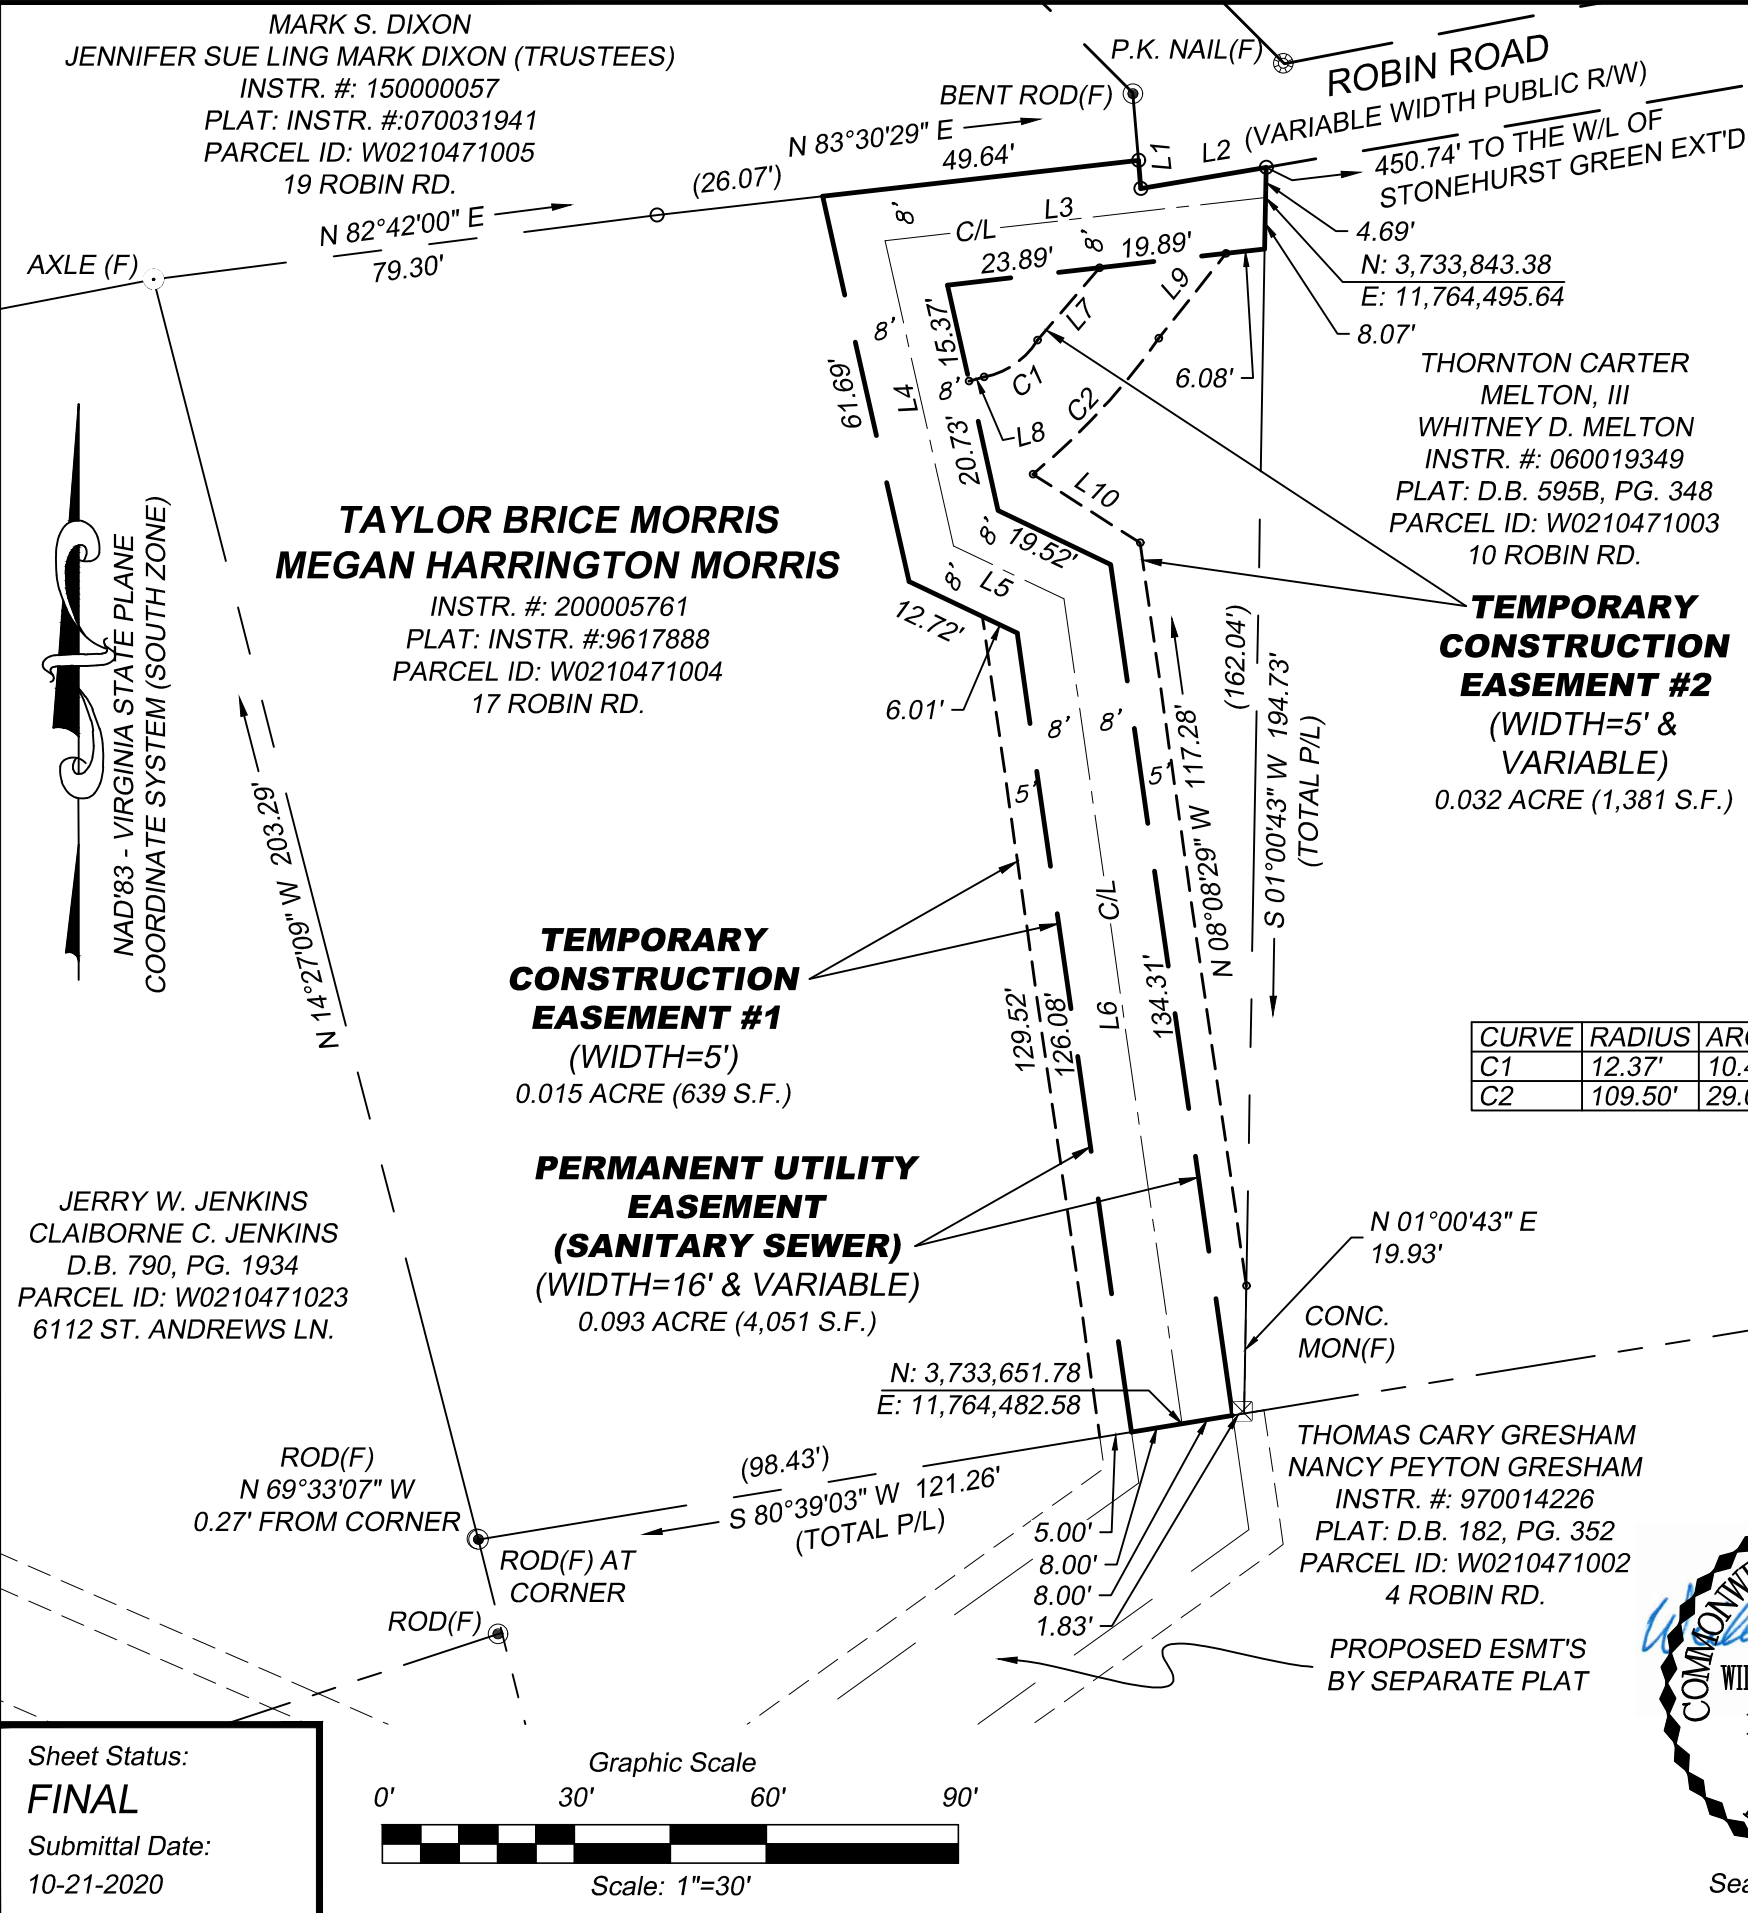 MARK S. DIXON
JENNIFER SUE LING MARK DIXON (TRUSTEES)
INSTR. #: 150000057
PLAT: INSTR. #:070031941
PARCEL ID: W0210471005
19 ROBIN RD.
P.K. NAIL(F)
BENT ROD(F)
ROBIN ROAD
(VARIABLE WIDTH PUBLIC R/W)
450.74' TO THE W/L OF
STONEHURST GREEN EXT'D
N 83°30'29" E
49.64'
(26.07')
L1
L2
N 82°42'00" E
79.30'
AXLE (F)
8'
C/L
L3
8'
23.89'
19.89'
L9
4.69'
N: 3,733,843.38
E: 11,764,495.64
8.07'
6.08'
8'
15.37'
L7
61.69'
L4
8'
C1
C2
L8
20.73'
L10
8'
19.52'
8'
L5
12.72'
6.01'
THORNTON CARTER
MELTON, III
WHITNEY D. MELTON
INSTR. #: 060019349
PLAT: D.B. 595B, PG. 348
PARCEL ID: W0210471003
10 ROBIN RD.
TAYLOR BRICE MORRIS
MEGAN HARRINGTON MORRIS
INSTR. #: 200005761
PLAT: INSTR. #:9617888
PARCEL ID: W0210471004
17 ROBIN RD.
NAD'83 - VIRGINIA STATE PLANE
COORDINATE SYSTEM (SOUTH ZONE)
TEMPORARY
CONSTRUCTION
EASEMENT #2
(WIDTH=5' &
VARIABLE)
0.032 ACRE (1,381 S.F.)
8'
8'
5'
5'
N 08°08'29" W 117.28'
(162.04')
S 01°00'43" W 194.73'
(TOTAL P/L)
N 14°27'09" W 203.29'
TEMPORARY
CONSTRUCTION
EASEMENT #1
(WIDTH=5')
0.015 ACRE (639 S.F.)
C/L
L6
129.52'
126.08'
134.31'
CURVE RADIUS
C1 12.37' 10.4
C2 109.50'
PERMANENT UTILITY
EASEMENT
(SANITARY SEWER)
(WIDTH=16' & VARIABLE)
0.093 ACRE (4,051 S.F.)
JERRY W. JENKINS
CLAIBORNE C. JENKINS
D.B. 790, PG. 1934
PARCEL ID: W0210471023
6112 ST. ANDREWS LN.
N 01°00'43" E
19.93'
CONC.
MON(F)
N: 3,733,651.78
E: 11,764,482.58
ROD(F)
N 69°33'07" W
0.27' FROM CORNER
(98.43')
S 80°39'03" W 121.26'
(TOTAL P/L)
ROD(F) AT
CORNER
ROD(F)
5.00'
8.00'
8.00'
1.83'
THOMAS CARY GRESHAM
NANCY PEYTON GRESHAM
INSTR. #: 970014226
PLAT: D.B. 182, PG. 352
PARCEL ID: W0210471002
4 ROBIN RD.
PROPOSED ESMT'S
BY SEPARATE PLAT
Sheet Status:
FINAL
Submittal Date:
10-21-2020
Graphic Scale
0' 30' 60' 90'
Scale: 1"=30'